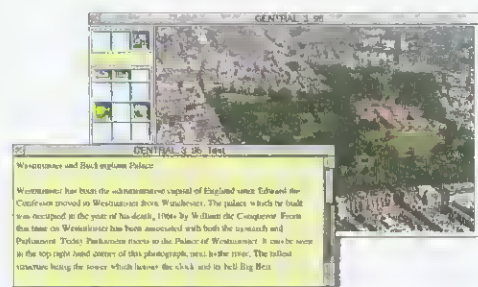 CENTRAL 3 96
CENTRAL 3 96 Text
Westminster and Buckingham Palace
Westminster has been the administrative capital of England since Edward the
Confessor moved to Westminster from Winchester. The palace which he built
was occupied in the year of his death, 1066 by William the Conqueror. From
that time on Westminster has been associated with both the monarch and
Parliament. Today Parliament meets in the Palace of Westminster. It can be seen
in the top right hand corner of this photograph, next to the river. The tallest
structure being the tower which houses the clock and its bell Big Ben